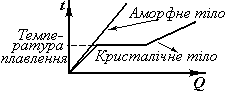 t
Аморфне тіло
Темпе-
ратура
плавлення
Кристалічне тіло
Q